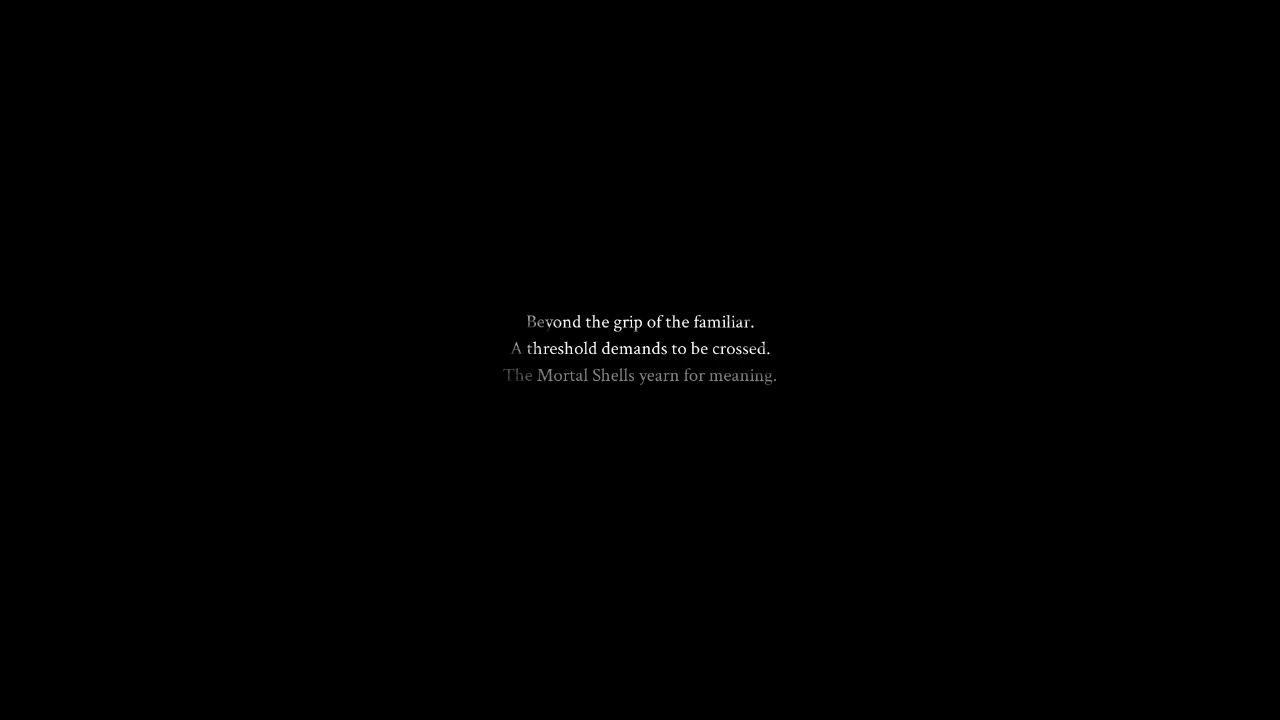 Beyond the grip of the familiar.
A threshold demands to be crossed.
The Mortal Shells yearn for meaning.